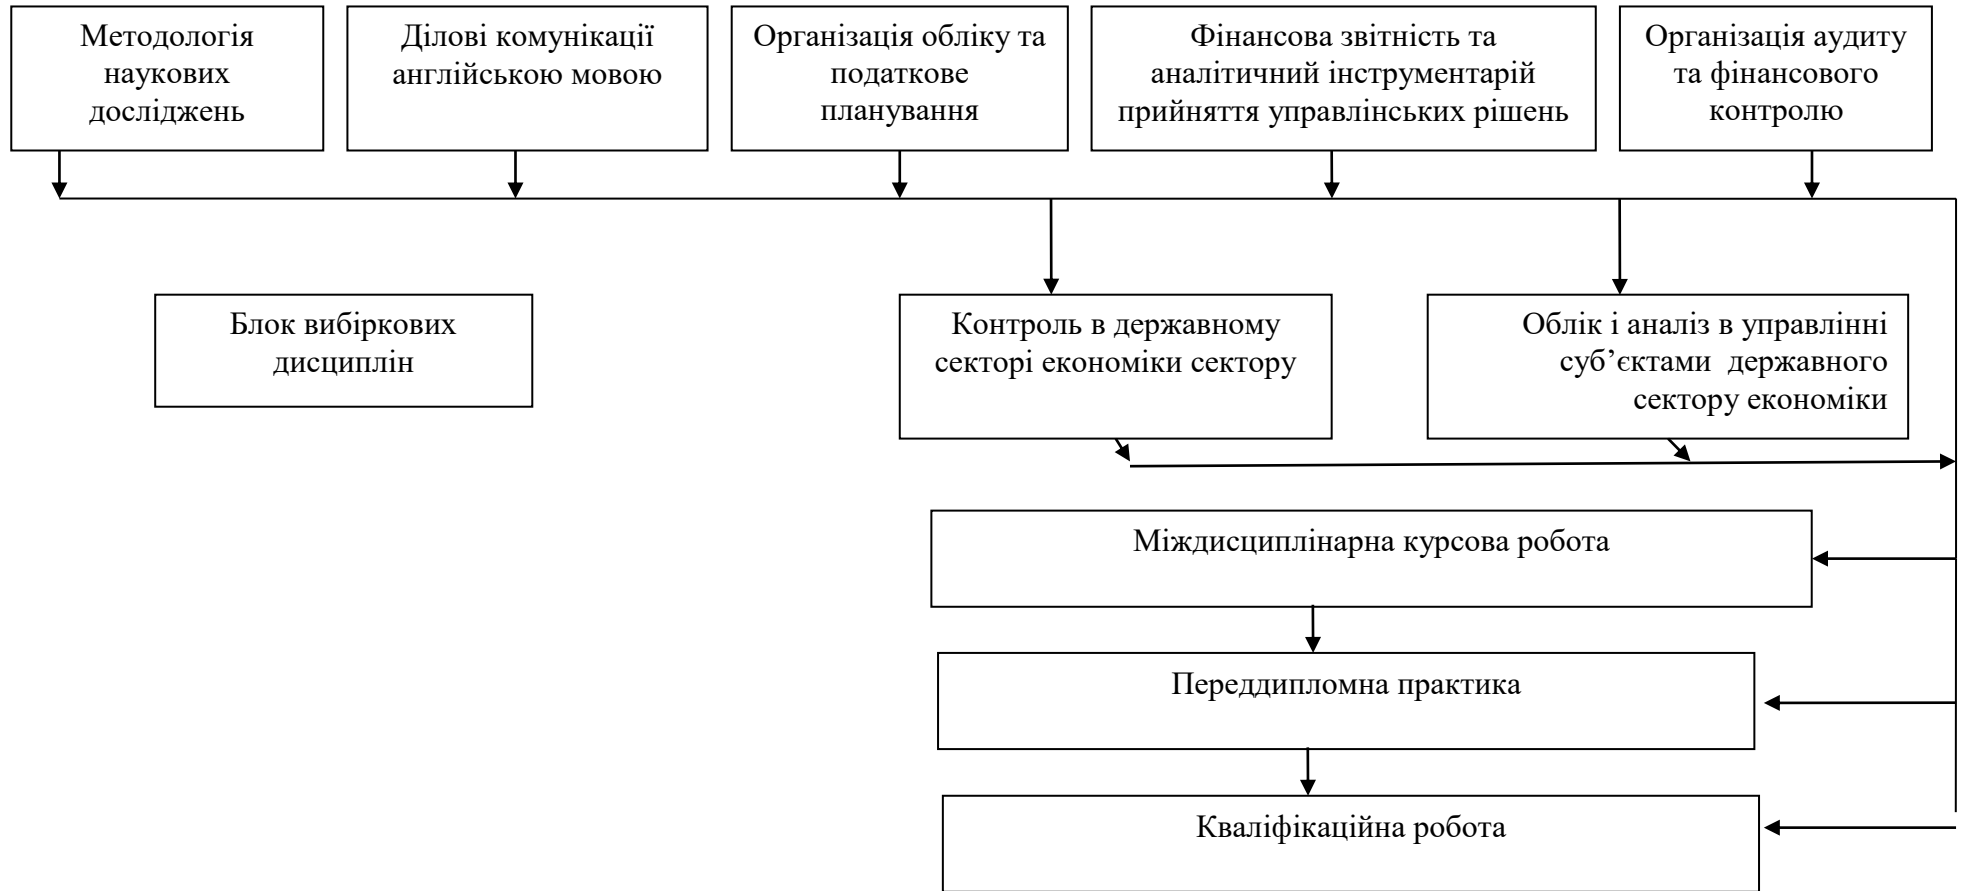 Методологія
наукових
досліджень
Ділові комунікації
англійською мовою
Організація обліку та
податкове
планування
Фінансова звітність та
аналітичний інструментарій
прийняття управлінських рішень
Організація аудиту
та фінансового
контролю
Блок вибіркових
дисциплін
Контроль в державному
секторі економіки сектору
Облік і аналіз в управлінні
суб’єктами державного
сектору економіки
Міждисциплінарна курсова робота
Переддипломна практика
Кваліфікаційна робота